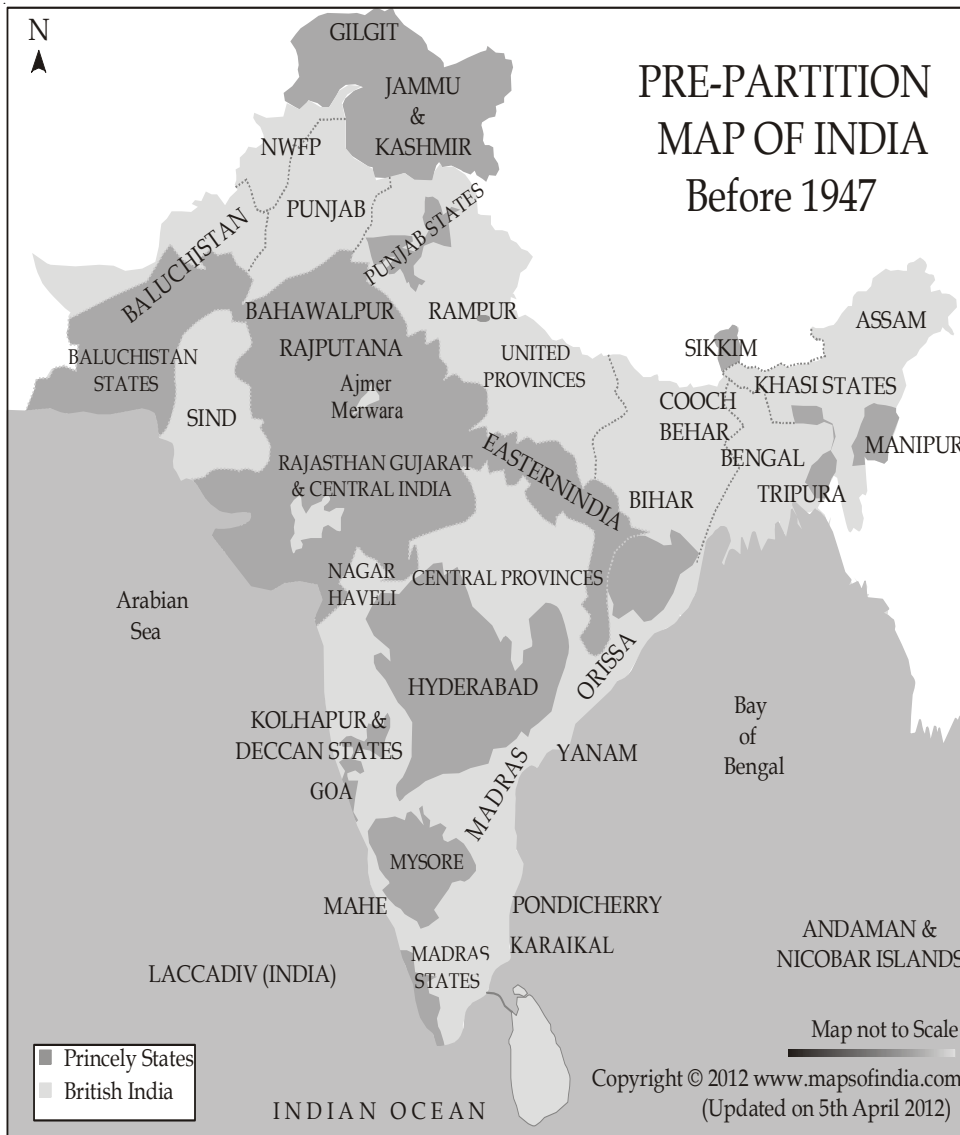 N
PRE-PARTITION
MAP OF INDIA
Before 1947
GILGIT
JAMMU
&
KASHMIR
NWFP
PUNJAB
PUNJAB STATES
BALUCHISTAN
BAHAWALPUR
RAMPUR
ASSAM
RAJPUTANA
SIKKIM
BALUCHISTAN
STATES
UNITED
PROVINCES
KHASI STATES
Ajmer
Merwara
COOCH
BEHAR
SIND
MANIPUR
EASTERNINDIA
BENGAL
RAJASTHAN GUJARAT
& CENTRAL INDIA
BIHAR
TRIPURA
NAGAR
HAVELI
CENTRAL PROVINCES
Arabian
Sea
ORISSA
HYDERABAD
KOLHAPUR &
DECCAN STATES
Bay
of
Bengal
YANAM
GOA
MADRAS
MYSORE
MAHE
PONDICHERRY
KARAIKAL
ANDAMAN &
NICOBAR ISLANDS
MADRAS
STATES
LACCADIV (INDIA)
Map not to Scale
Princely States
British India
Copyright © 2012 www.mapsofindia.com
(Updated on 5th April 2012)
INDIAN OCEAN